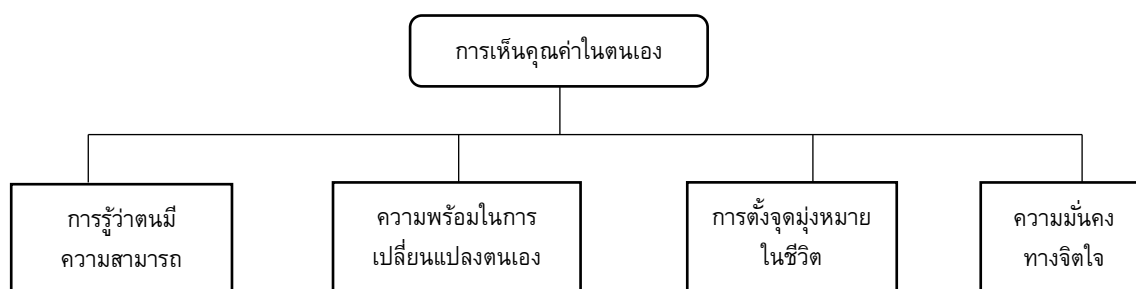 การเห็นคุณค่าในตนเอง
การรู้ว่าตนมี
ความสามารถ
ความพร้อมในการ
เปลี่ยนแปลงตนเอง
การตั้งจุดมุ่งหมาย
ในชีวิต
ความมั่นคง
ทางจิตใจ